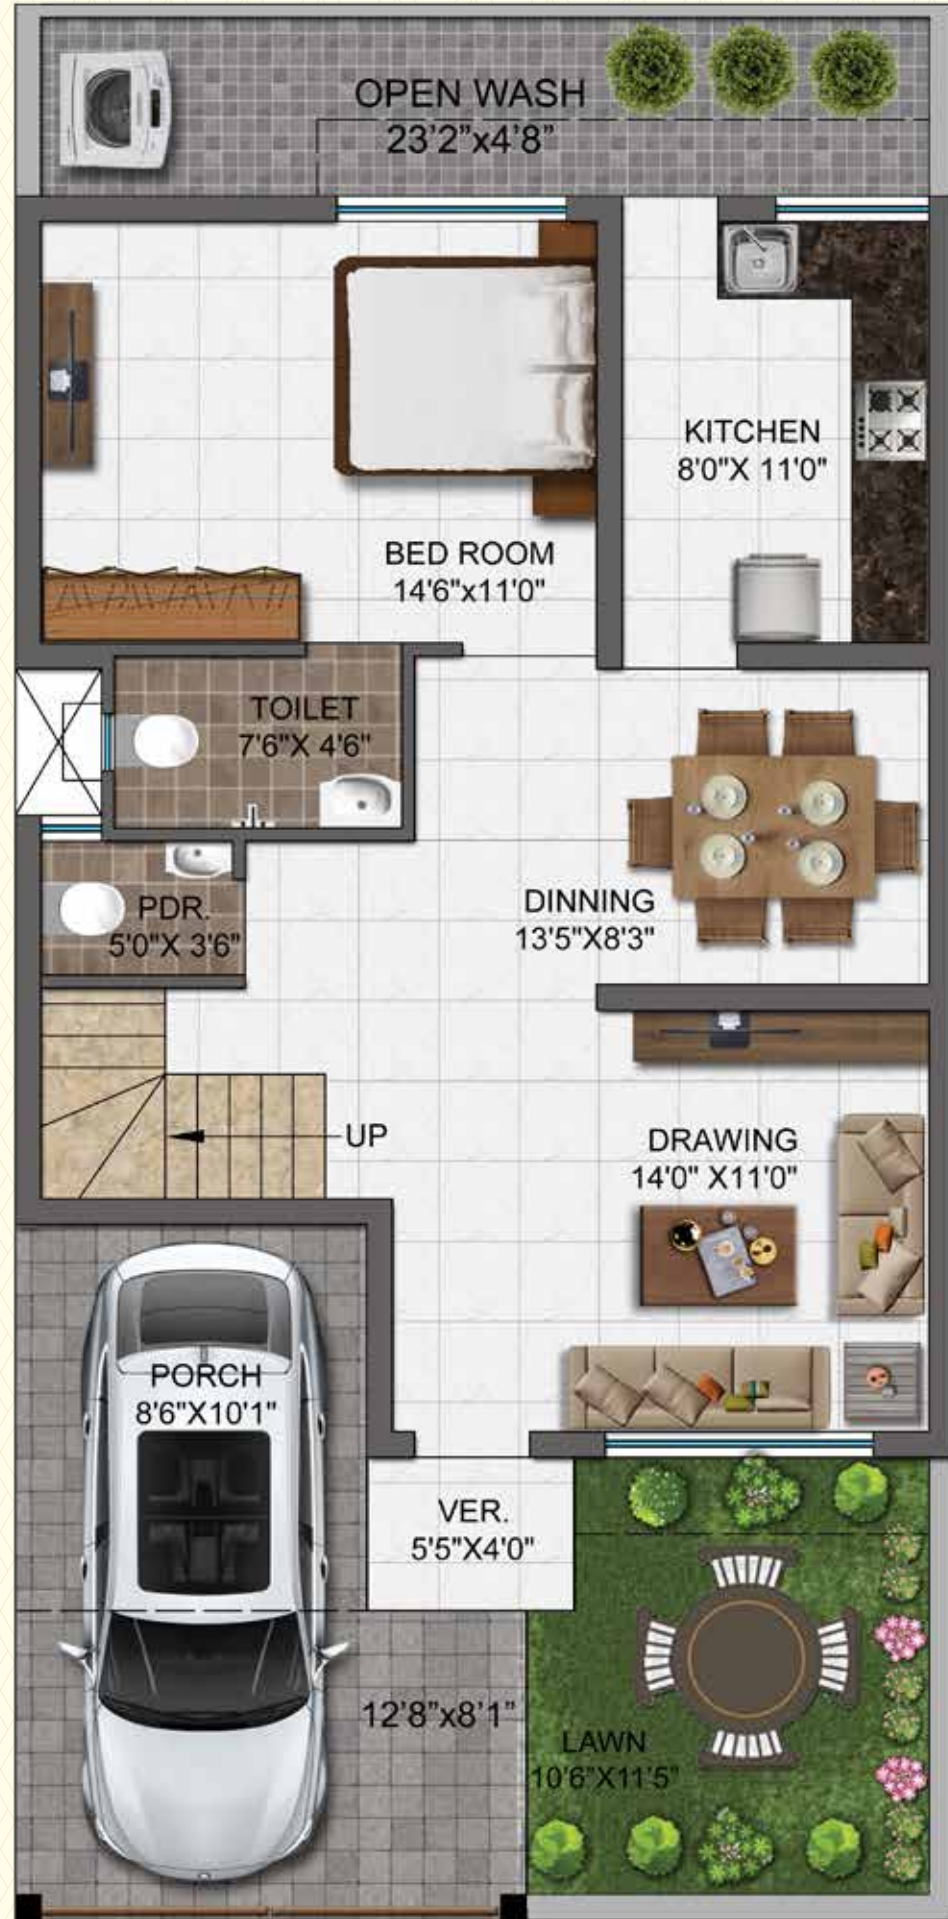 OPEN WASH
23'2"x4'8"
KITCHEN
8'0"X 11'0"
BED ROOM
14'6"x11'0"
TOILET
7'6"X 4'6"
PDR.
5'0"X 3'6"
DINNING
13'5"X8'3"
UP
DRAWING
14'0" X11'0"
PORCH
8'6"X10'1"
VER.
5'5"X4'0"
12'8"x8'1"
LAWN
10'6"X11'5"